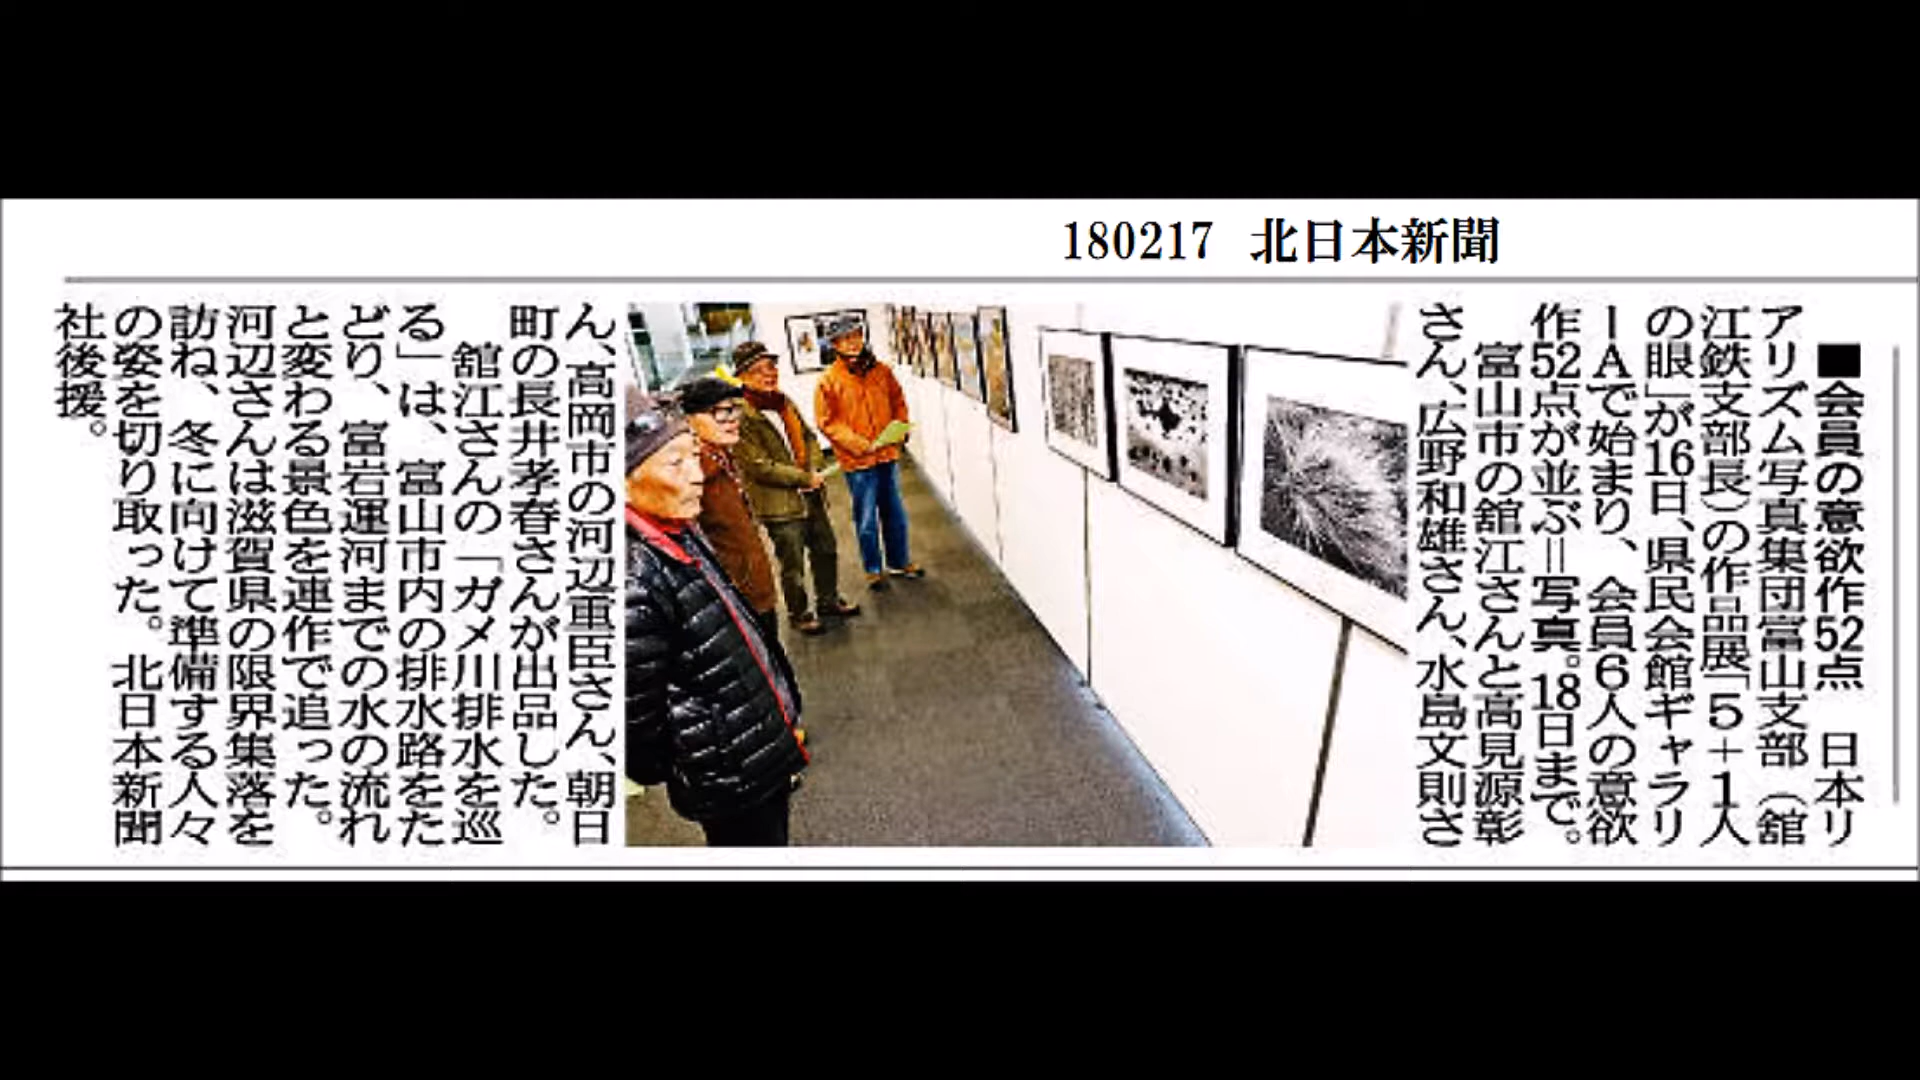 180217 北日本新聞
■会員の意欲作52点 日本リ
アリズム写真集団富山支部（舘
江鉄支部長）の作品展「5＋1人
の眼」が16日、県民会館ギャラリ
ーAで始まり、会員6人の意欲
作52点が並ぶ＝写真。18日まで。
富山市の舘江さんと高見源彰
さん、広野和雄さん、水島文則さ
ん、高岡市の河辺重臣さん、朝日
町の長井孝春さんが出品した。
舘江さんの「ガメ川排水を巡
る」は、富山市内の排水路をた
どり、富岩運河までの水の流れ
と変わる景色を連作で追った。
河辺さんは滋賀県の限界集落を
訪ね、冬に向けて準備する人々
の姿を切り取った。北日本新聞
社後援。